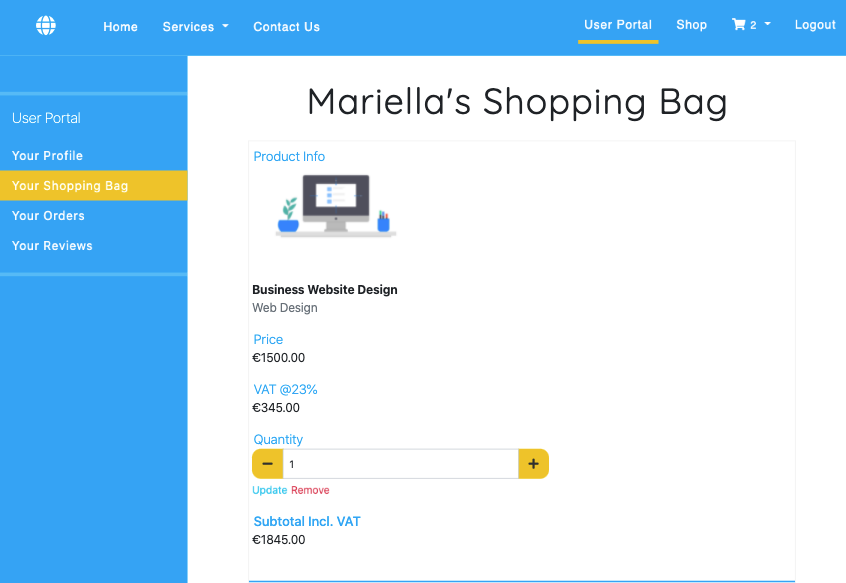 Home Services Contact Us User Portal Shop 2 Logout
Mariella's Shopping Bag
User Portal
Your Profile
Your Shopping Bag
Your Orders
Your Reviews
Product Info
Business Website Design
Web Design
Price
€1500.00
VAT @23%
€345.00
Quantity
− 1 +
Update Remove
Subtotal Incl. VAT
€1845.00